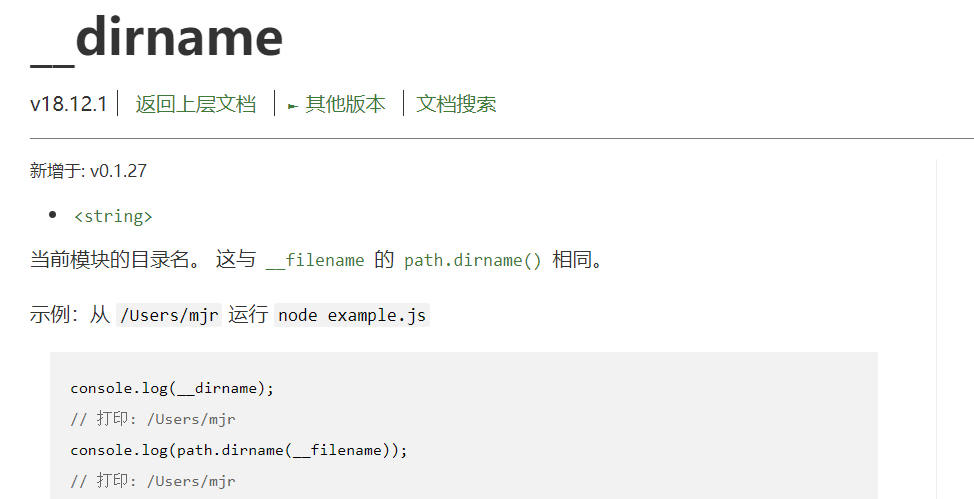 __dirname
v18.12.1 | 返回上层文档 | ► 其他版本 | 文档搜索
新增于: v0.1.27
• <string>
当前模块的目录名。 这与 __filename 的 path.dirname() 相同。
示例：从 /Users/mjr 运行 node example.js
console.log(__dirname);
// 打印: /Users/mjr
console.log(path.dirname(__filename));
// 打印: /Users/mjr